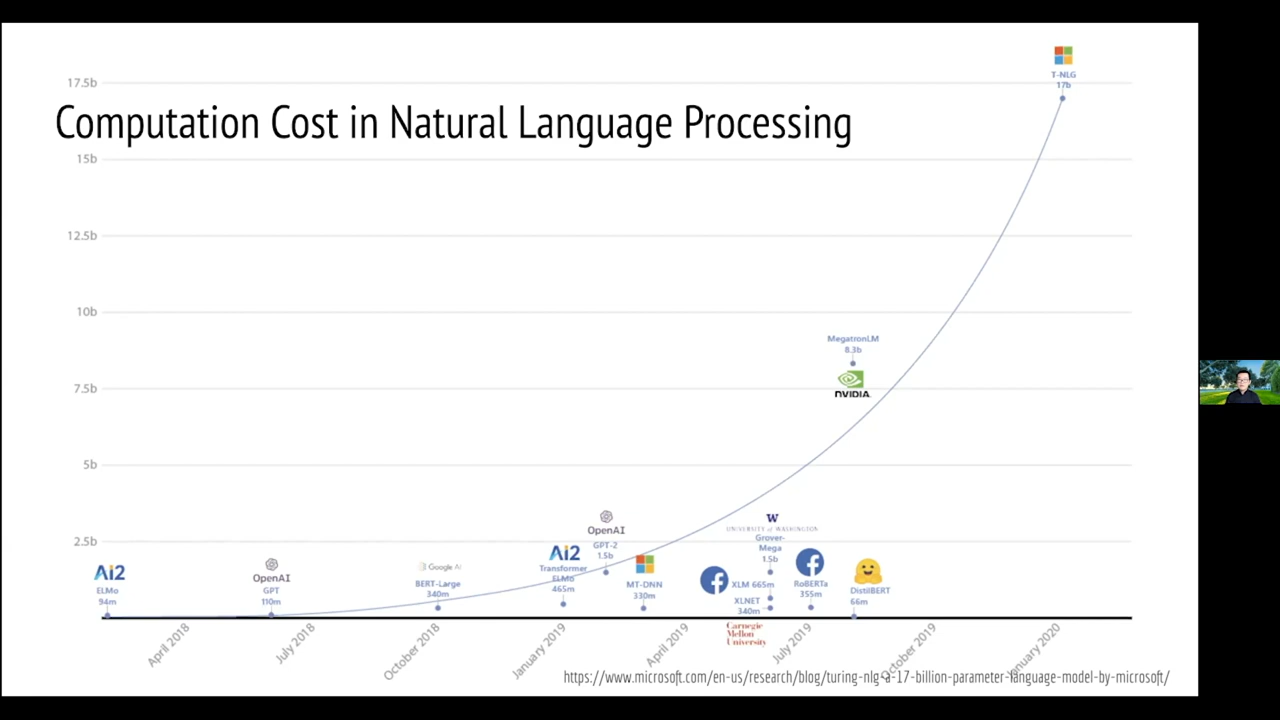 17.5b
T-NLG
17b
Computation Cost in Natural Language Processing
15b
12.5b
10b
MegatronLM
8.3b
7.5b
NVIDIA.
5b
2.5b
Ai2
ELMo
94m
OpenAI
GPT
110m
Google AI
BERT-Large
340m
Ai2
Transformer
ELMo
465m
OpenAI
GPT-2
1.5b
MT-DNN
330m
W
UNIVERSITY of WASHINGTON
Grover-
Mega
1.5b
XLM 665m
XLNET
340m
Carnegie
Mellon
University
RoBERTa
355m
DistilBERT
66m
April 2018
July 2018
October 2018
January 2019
April 2019
July 2019
October 2019
January 2020
https://www.microsoft.com/en-us/research/blog/turing-nlg-a-17-billion-parameter-language-model-by-microsoft/